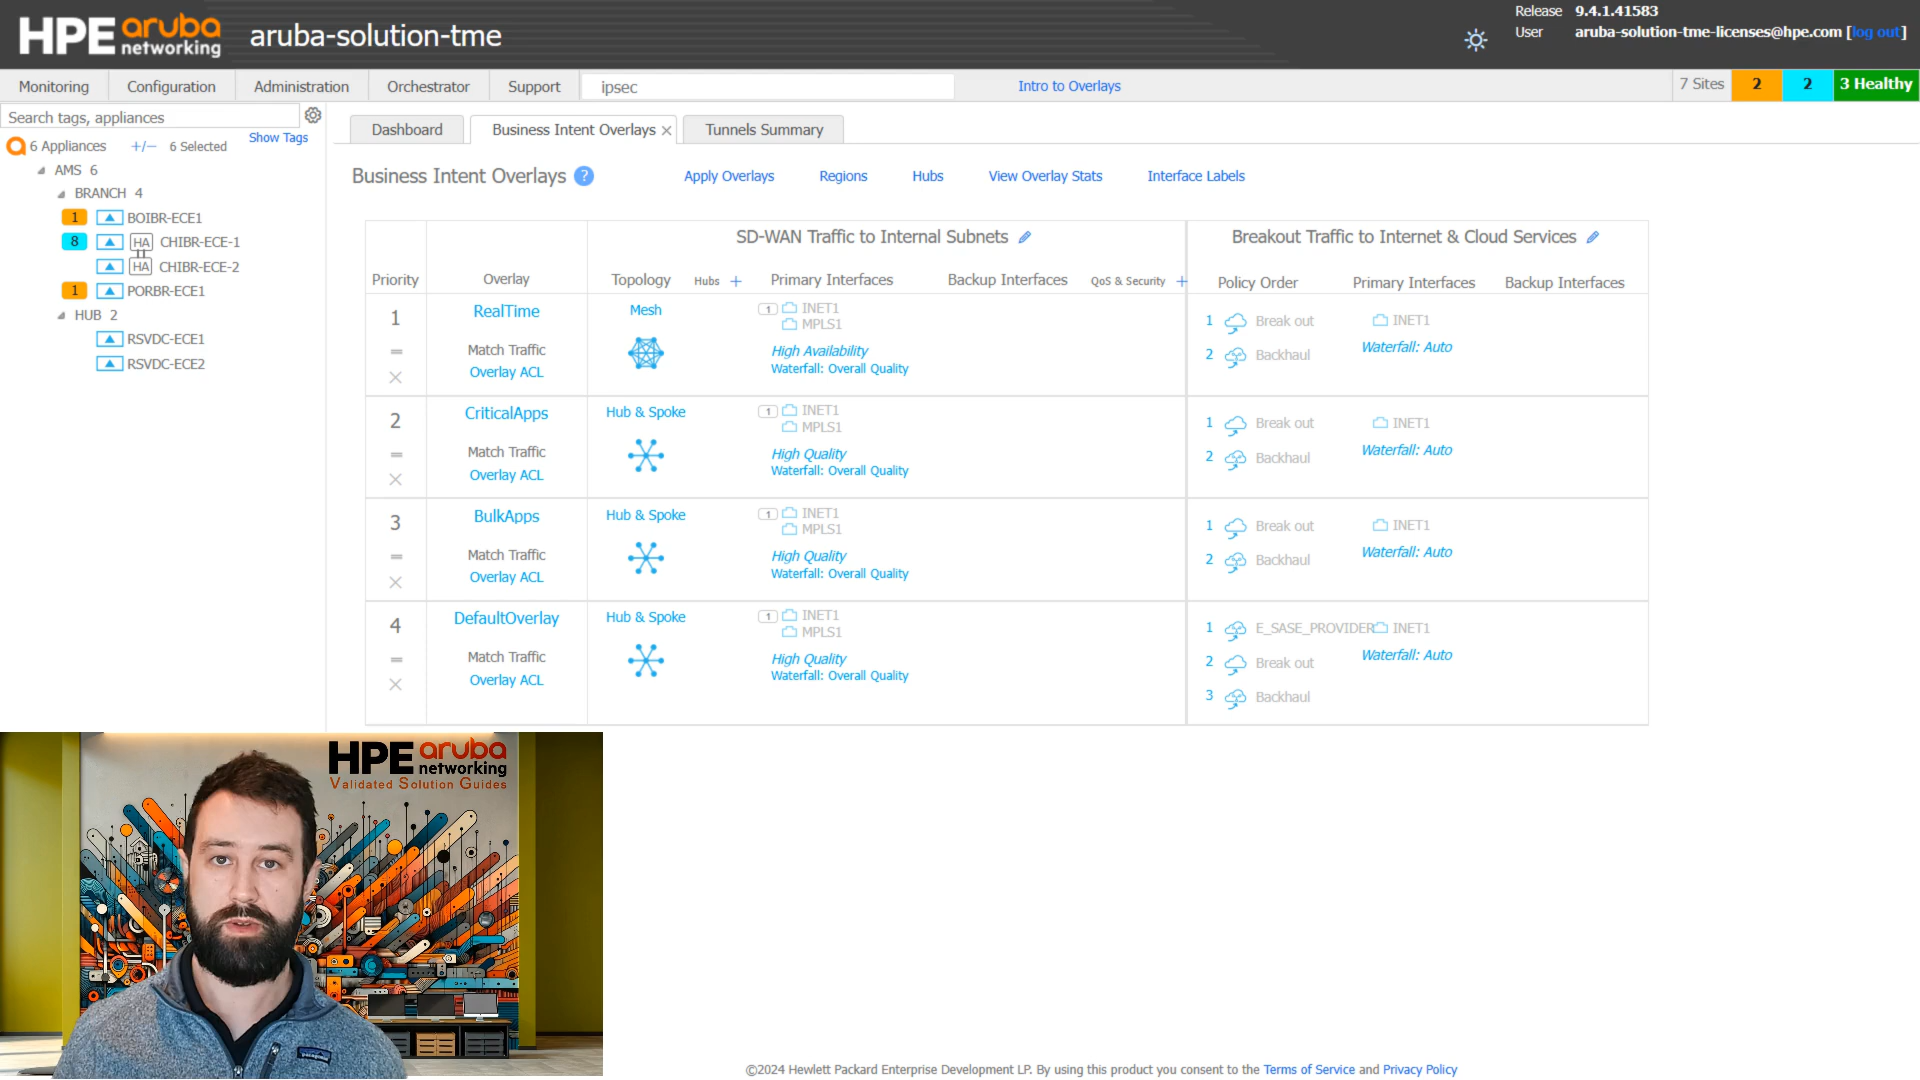 HPE aruba networking
aruba-solution-tme
Release 9.4.1.41583
User aruba-solution-tme-licenses@hpe.com [log out]
Monitoring Configuration Administration Orchestrator Support ipsec Intro to Overlays 7 Sites 2 2 3 Healthy
Search tags, appliances
Show Tags
6 Appliances +/- 6 Selected
AMS 6
BRANCH 4
1 BOIBR-ECE1
8 HA CHIBR-ECE-1
HA CHIBR-ECE-2
1 PORBR-ECE1
HUB 2
RSVDC-ECE1
RSVDC-ECE2
Dashboard Business Intent Overlays × Tunnels Summary
Business Intent Overlays ? Apply Overlays Regions Hubs View Overlay Stats Interface Labels
SD-WAN Traffic to Internal Subnets Breakout Traffic to Internet & Cloud Services
Priority Overlay Topology Hubs + Primary Interfaces Backup Interfaces QoS & Security + Policy Order Primary Interfaces Backup Interfaces
1 RealTime Mesh 1 INET1 1 Break out INET1
MPLS1
Match Traffic High Availability 2 Backhaul Waterfall: Auto
Overlay ACL Waterfall: Overall Quality
2 CriticalApps Hub & Spoke 1 INET1 1 Break out INET1
MPLS1
Match Traffic High Quality 2 Backhaul Waterfall: Auto
Overlay ACL Waterfall: Overall Quality
3 BulkApps Hub & Spoke 1 INET1 1 Break out INET1
MPLS1
Match Traffic High Quality 2 Backhaul Waterfall: Auto
Overlay ACL Waterfall: Overall Quality
4 DefaultOverlay Hub & Spoke 1 INET1 1 E_SASE_PROVIDER INET1
MPLS1
Match Traffic High Quality 2 Break out Waterfall: Auto
Overlay ACL Waterfall: Overall Quality
3 Backhaul
HPE aruba networking
Validated Solution Guides
patagonia
©2024 Hewlett Packard Enterprise Development LP. By using this product you consent to the Terms of Service and Privacy Policy